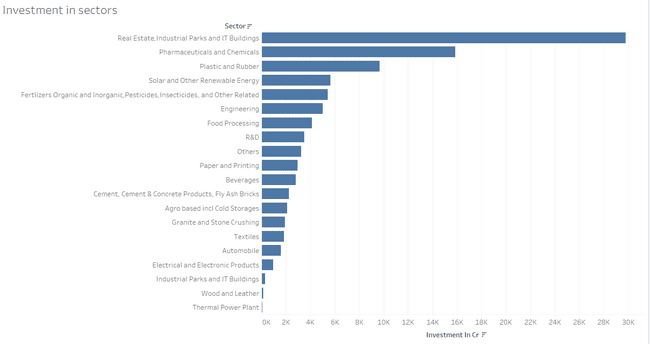 Investment in sectors
Sector
Real Estate,Industrial Parks and IT Buildings
Pharmaceuticals and Chemicals
Plastic and Rubber
Solar and Other Renewable Energy
Fertlizers Organic and Inorganic,Pesticides,Insecticides, and Other Related
Engineering
Food Processing
R&D
Others
Paper and Printing
Beverages
Cement, Cement & Concrete Products, Fly Ash Bricks
Agro based incl Cold Storages
Granite and Stone Crushing
Textiles
Automobile
Electrical and Electronic Products
Industrial Parks and IT Buildings
Wood and Leather
Thermal Power Plant
0K 2K 4K 6K 8K 10K 12K 14K 16K 18K 20K 22K 24K 26K 28K 30K
Investment In Cr